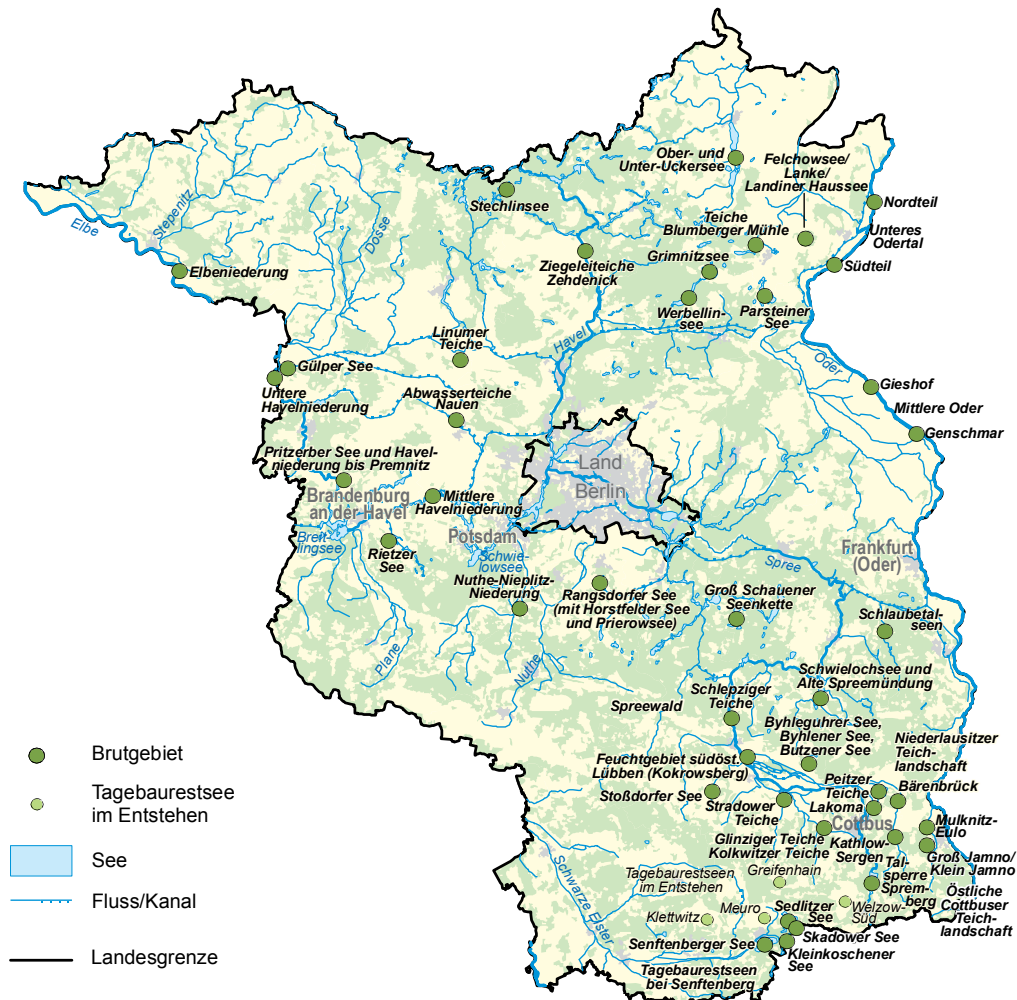 Ober- und
Unter-Uckersee
Felchowsee/
Lanke/
Landiner Haussee
Stechlinsee
Nordteil
Teiche
Blumberger Mühle
Unteres
Odertal
Stepenitz
Elbe
Dosse
Elbeniederung
Ziegeleiteiche
Zehdenick
Grimnitzsee
Südteil
Werbellin-
see
Parsteiner
See
Linumer
Teiche
Havel
Oder
Gülper See
Untere
Havelniederung
Abwasserteiche
Nauen
Gieshof
Mittlere Oder
Genschmar
Pritzerber See und Havel-
niederung bis Premnitz
Land
Berlin
Brandenburg
an der Havel
Mittlere
Havelniederung
Breit-
lingsee
Rietzer
See
Potsdam
Schwie-
lowsee
Frankfurt
(Oder)
Spree
Nuthe-Nieplitz-
Niederung
Rangsdorfer See
(mit Horstfelder See
und Prierowsee)
Groß Schauener
Seenkette
Schlaubetal-
seen
Plane
Nuthe
Schwielochsee und
Alte Spreemündung
Spreewald
Schlepziger
Teiche
Byhleguhrer See,
Byhlener See,
Butzener See
Niederlausitzer
Teich-
landschaft
Brutgebiet
Feuchtgebiet südöst.
Lübben (Kokrowsberg)
Stoßdorfer See
Stradower
Teiche
Peitzer
Teiche
Bärenbrück
Lakoma
Tagebaurestsee
im Entstehen
Cottbus
Mulknitz-
Eulo
Glinziger Teiche
Kolkwitzer Teiche
Kathlow-
Sergen
Groß Jamno/
Klein Jamno
See
Schwarze Elster
Tagebaurestseen
im Entstehen
Greifenhain
Tal-
sperre
Sprem-
berg
Östliche
Cottbuser
Teich-
landschaft
Fluss/Kanal
Klettwitz
Meuro
Sedlitzer
See
Welzow-
Süd
Senftenberger See
Skadower See
Kleinkoschener
See
Landesgrenze
Tagebaurestseen
bei Senftenberg